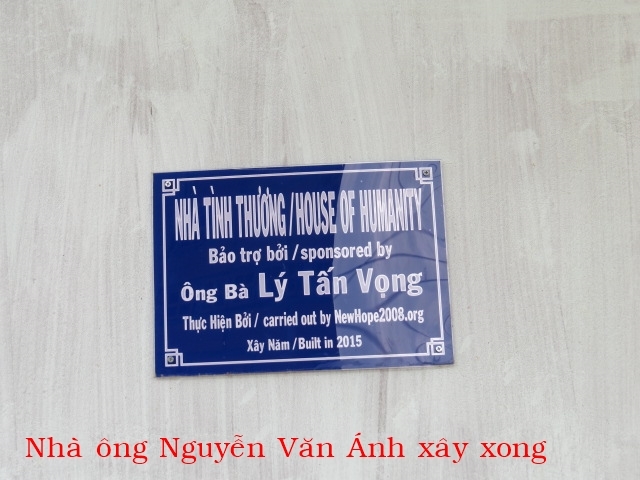 NHÀ TÌNH THƯƠNG / HOUSE OF HUMANITY
Bảo trợ bởi / sponsored by
Ông Bà Lý Tấn Vọng
Thực Hiện Bởi / carried out by NewHope2008.org
Xây Năm / Built in 2015
Nhà ông Nguyễn Văn Ánh xây xong